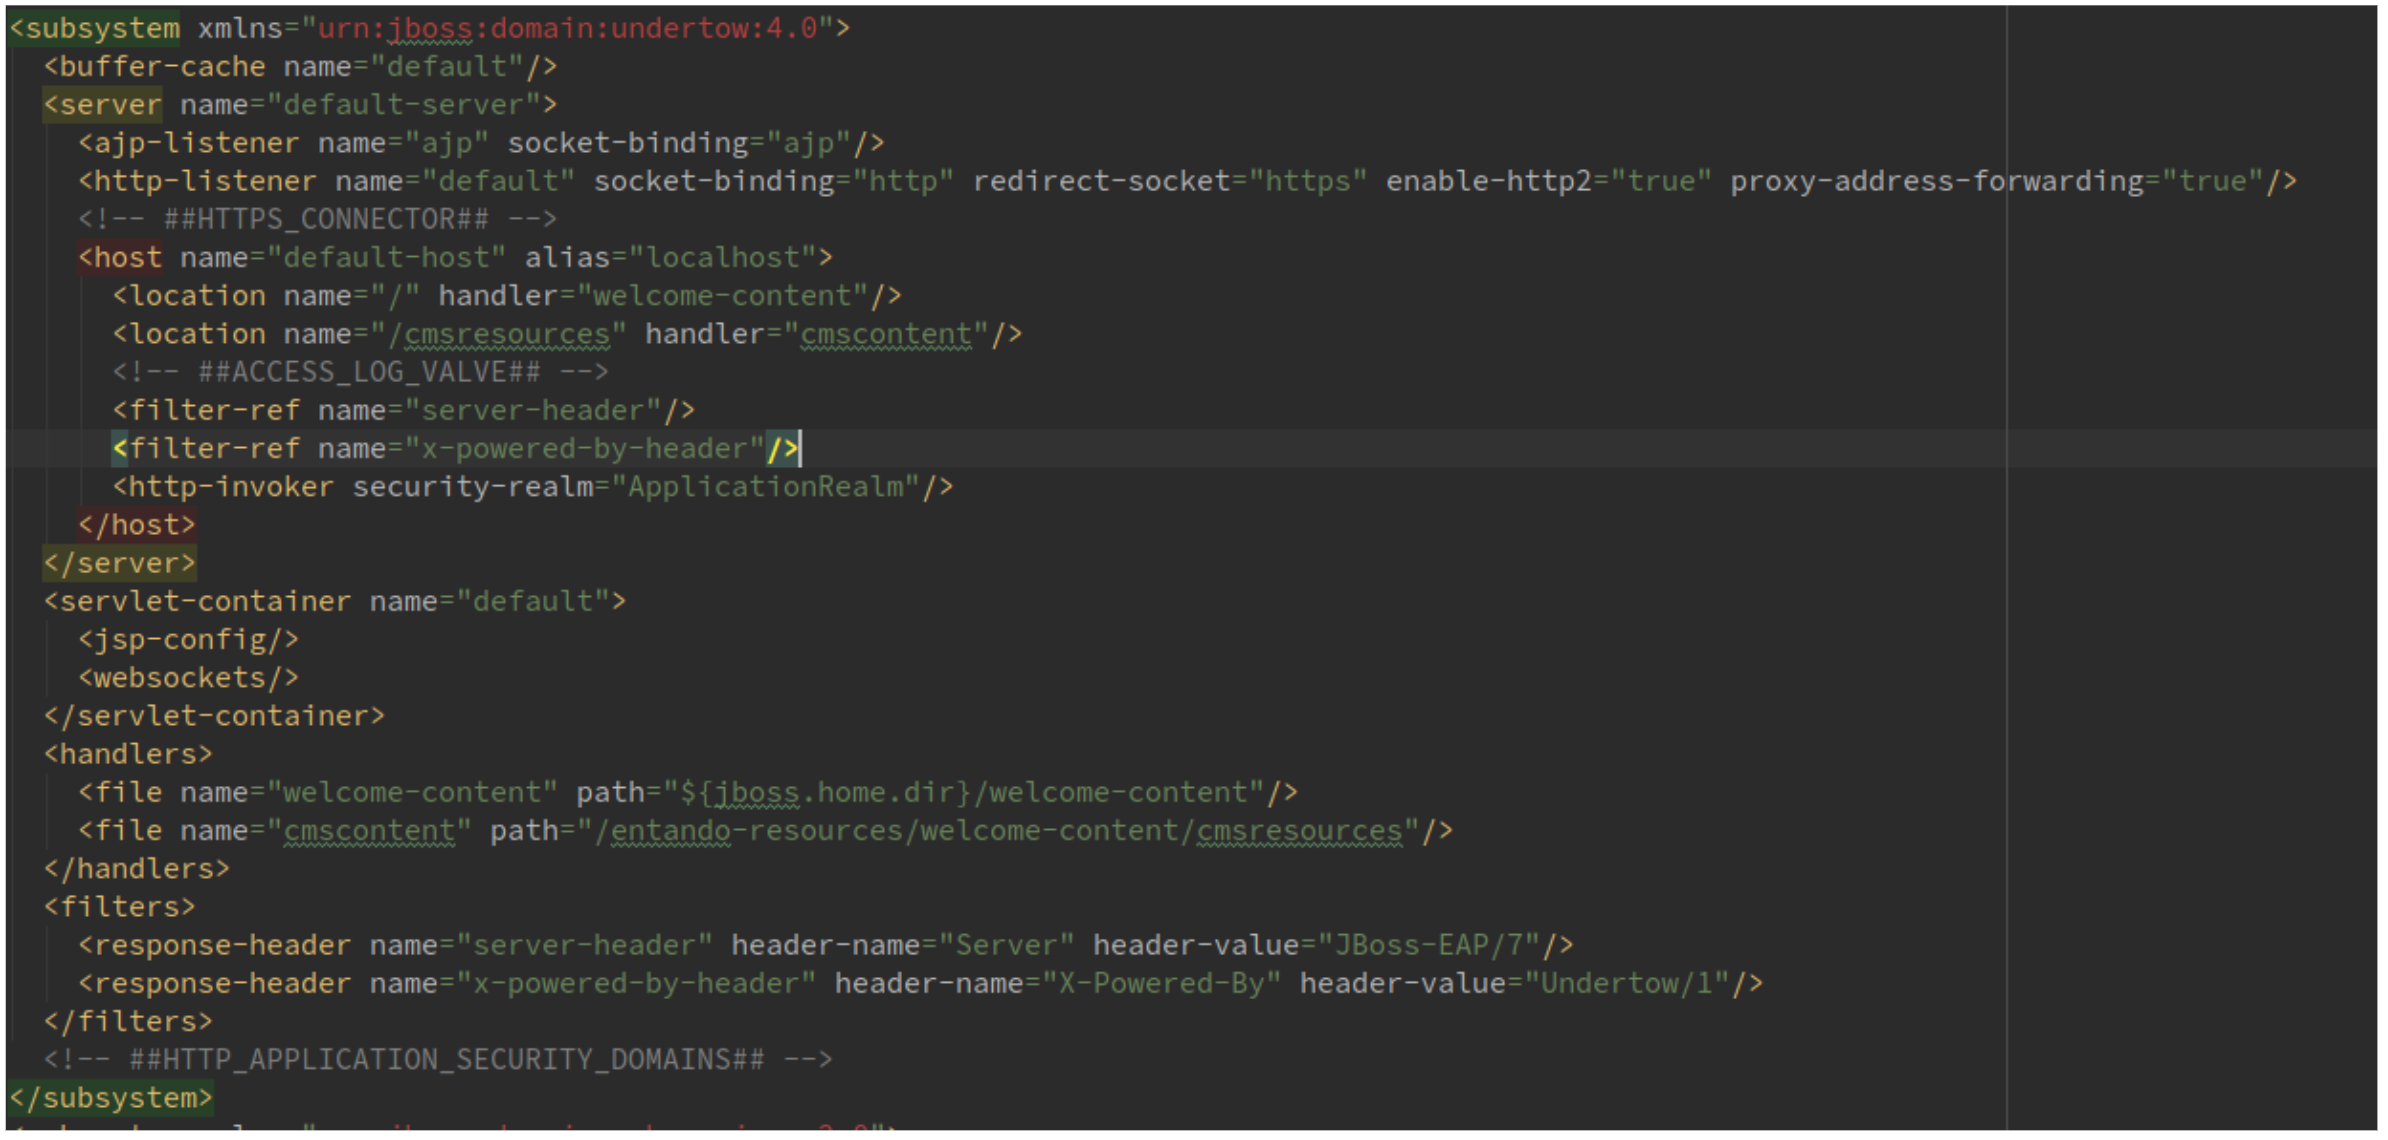 <subsystem xmlns="urn:jboss:domain:undertow:4.0">
<buffer-cache name="default"/>
<server name="default-server">
<ajp-listener name="ajp" socket-binding="ajp"/>
<http-listener name="default" socket-binding="http" redirect-socket="https" enable-http2="true" proxy-address-forwarding="true"/>
<!-- ##HTTPS_CONNECTOR## -->
<host name="default-host" alias="localhost">
<location name="/" handler="welcome-content"/>
<location name="/cmsresources" handler="cmscontent"/>
<!-- ##ACCESS_LOG_VALVE## -->
<filter-ref name="server-header"/>
<filter-ref name="x-powered-by-header"/>
<http-invoker security-realm="ApplicationRealm"/>
</host>
</server>
<servlet-container name="default">
<jsp-config/>
<websockets/>
</servlet-container>
<handlers>
<file name="welcome-content" path="${jboss.home.dir}/welcome-content"/>
<file name="cmscontent" path="/entando-resources/welcome-content/cmsresources"/>
</handlers>
<filters>
<response-header name="server-header" header-name="Server" header-value="JBoss-EAP/7"/>
<response-header name="x-powered-by-header" header-name="X-Powered-By" header-value="Undertow/1"/>
</filters>
<!-- ##HTTP_APPLICATION_SECURITY_DOMAINS## -->
</subsystem>